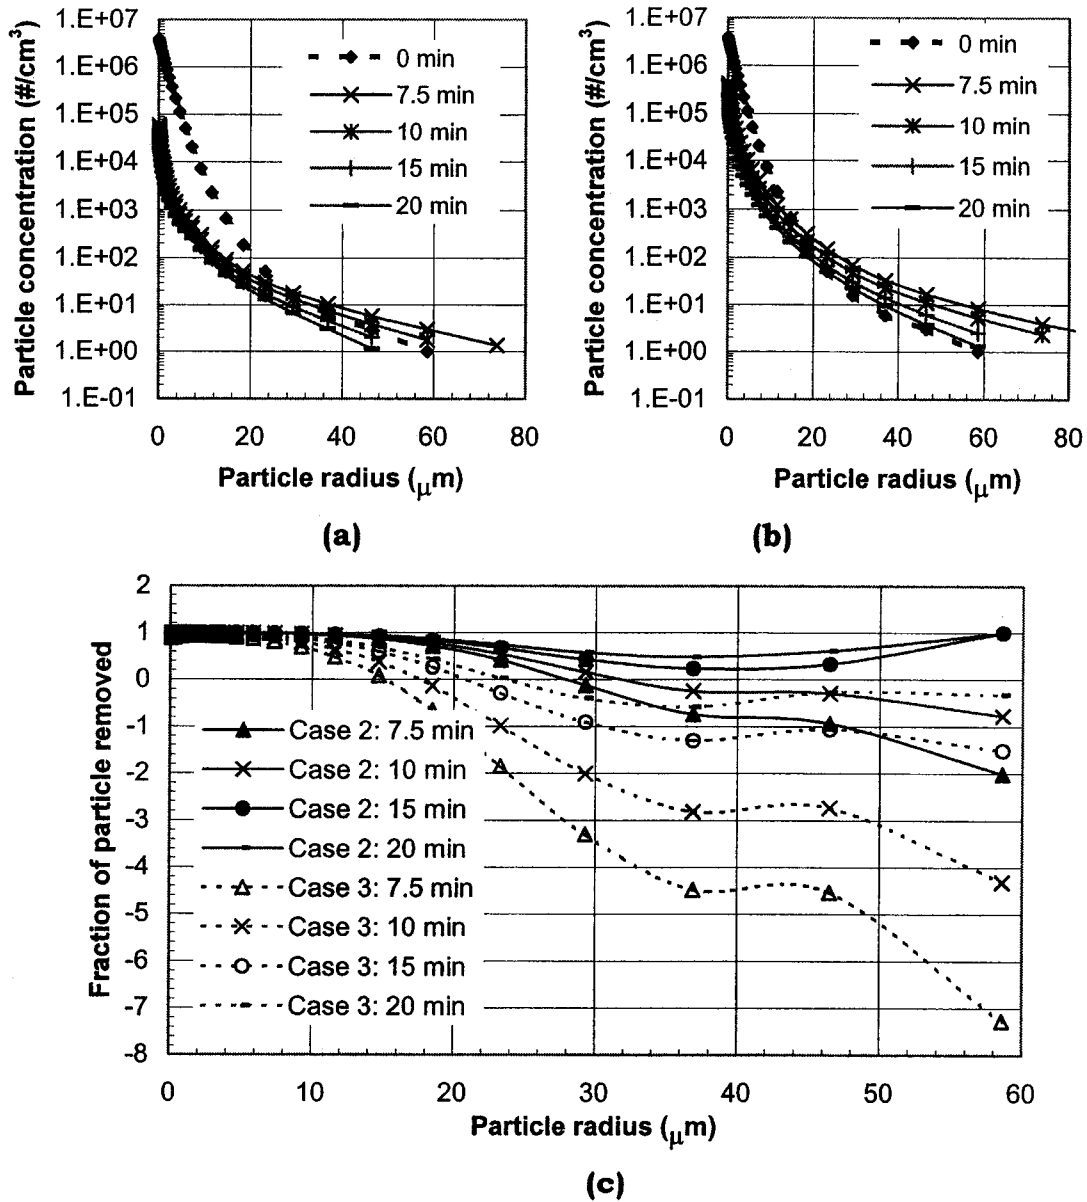 Particle concentration (#/cm³)
1.E+07
1.E+06
1.E+05
1.E+04
1.E+03
1.E+02
1.E+01
1.E+00
1.E-01
0 min
7.5 min
10 min
15 min
20 min
0 20 40 60 80
Particle radius (μm)
(a)
Particle concentration (#/cm³)
1.E+07
1.E+06
1.E+05
1.E+04
1.E+03
1.E+02
1.E+01
1.E+00
1.E-01
0 min
7.5 min
10 min
15 min
20 min
0 20 40 60 80
Particle radius (μm)
(b)
Fraction of particle removed
2
1
0
-1
-2
-3
-4
-5
-6
-7
-8
Case 2: 7.5 min
Case 2: 10 min
Case 2: 15 min
Case 2: 20 min
Case 3: 7.5 min
Case 3: 10 min
Case 3: 15 min
Case 3: 20 min
0 10 20 30 40 50 60
Particle radius (μm)
(c)